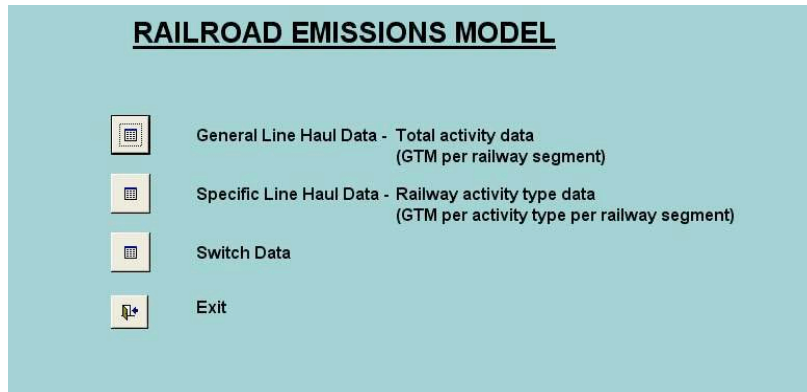 RAILROAD EMISSIONS MODEL
General Line Haul Data - Total activity data
(GTM per railway segment)
Specific Line Haul Data - Railway activity type data
(GTM per activity type per railway segment)
Switch Data
Exit